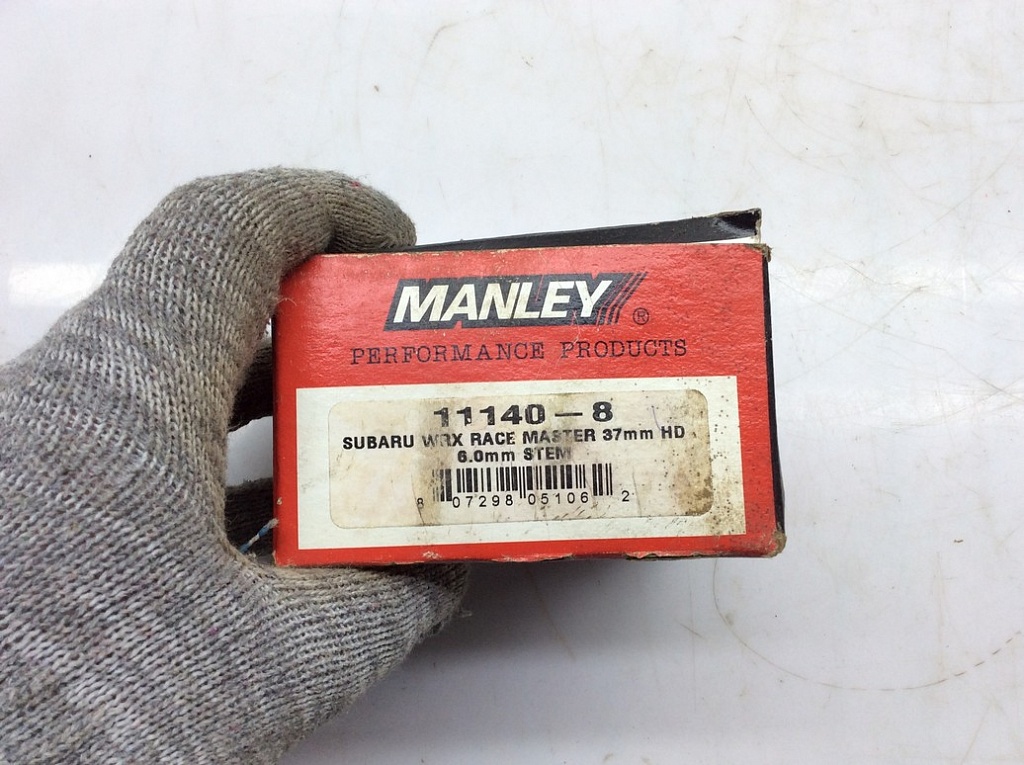 MANLEY®
PERFORMANCE PRODUCTS
11140-8
SUBARU WRX RACE MASTER 37mm HD
6.0mm STEM
8 07298 05106 2